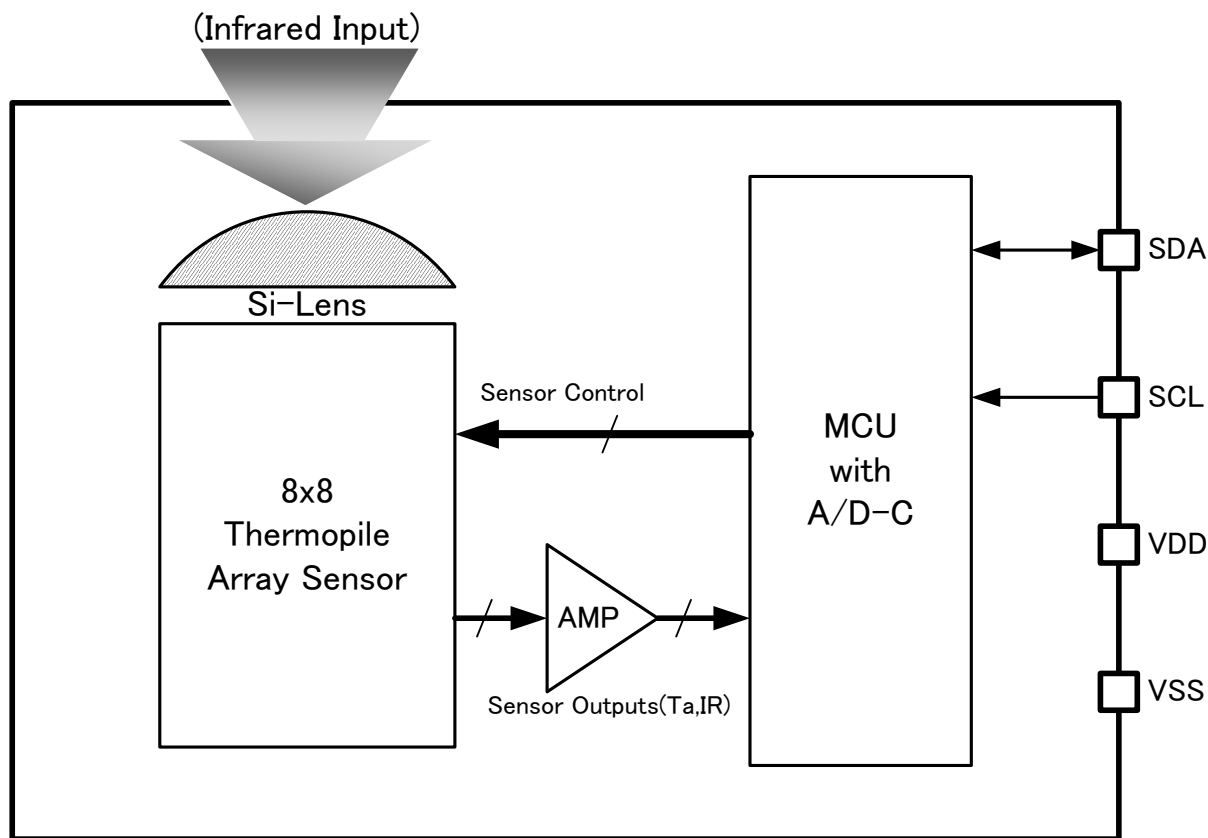 (Infrared Input)
Si-Lens
8x8
Thermopile
Array Sensor
Sensor Control
AMP
Sensor Outputs(Ta,IR)
MCU
with
A/D-C
SDA
SCL
VDD
VSS